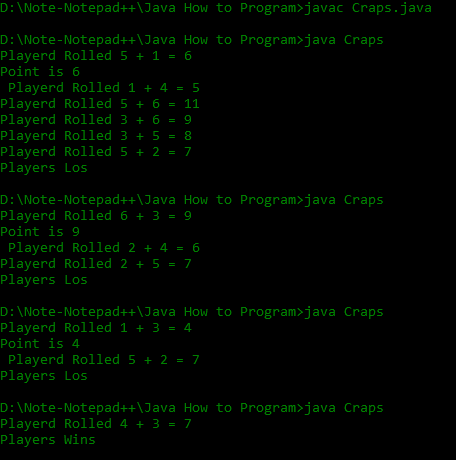 D:\Note-Notepad++\Java How to Program>javac Craps.java
D:\Note-Notepad++\Java How to Program>java Craps
Playerd Rolled 5 + 1 = 6
Point is 6
 Playerd Rolled 1 + 4 = 5
Playerd Rolled 5 + 6 = 11
Playerd Rolled 3 + 6 = 9
Playerd Rolled 3 + 5 = 8
Playerd Rolled 5 + 2 = 7
Players Los
D:\Note-Notepad++\Java How to Program>java Craps
Playerd Rolled 6 + 3 = 9
Point is 9
 Playerd Rolled 2 + 4 = 6
Playerd Rolled 2 + 5 = 7
Players Los
D:\Note-Notepad++\Java How to Program>java Craps
Playerd Rolled 1 + 3 = 4
Point is 4
 Playerd Rolled 5 + 2 = 7
Players Los
D:\Note-Notepad++\Java How to Program>java Craps
Playerd Rolled 4 + 3 = 7
Players Wins